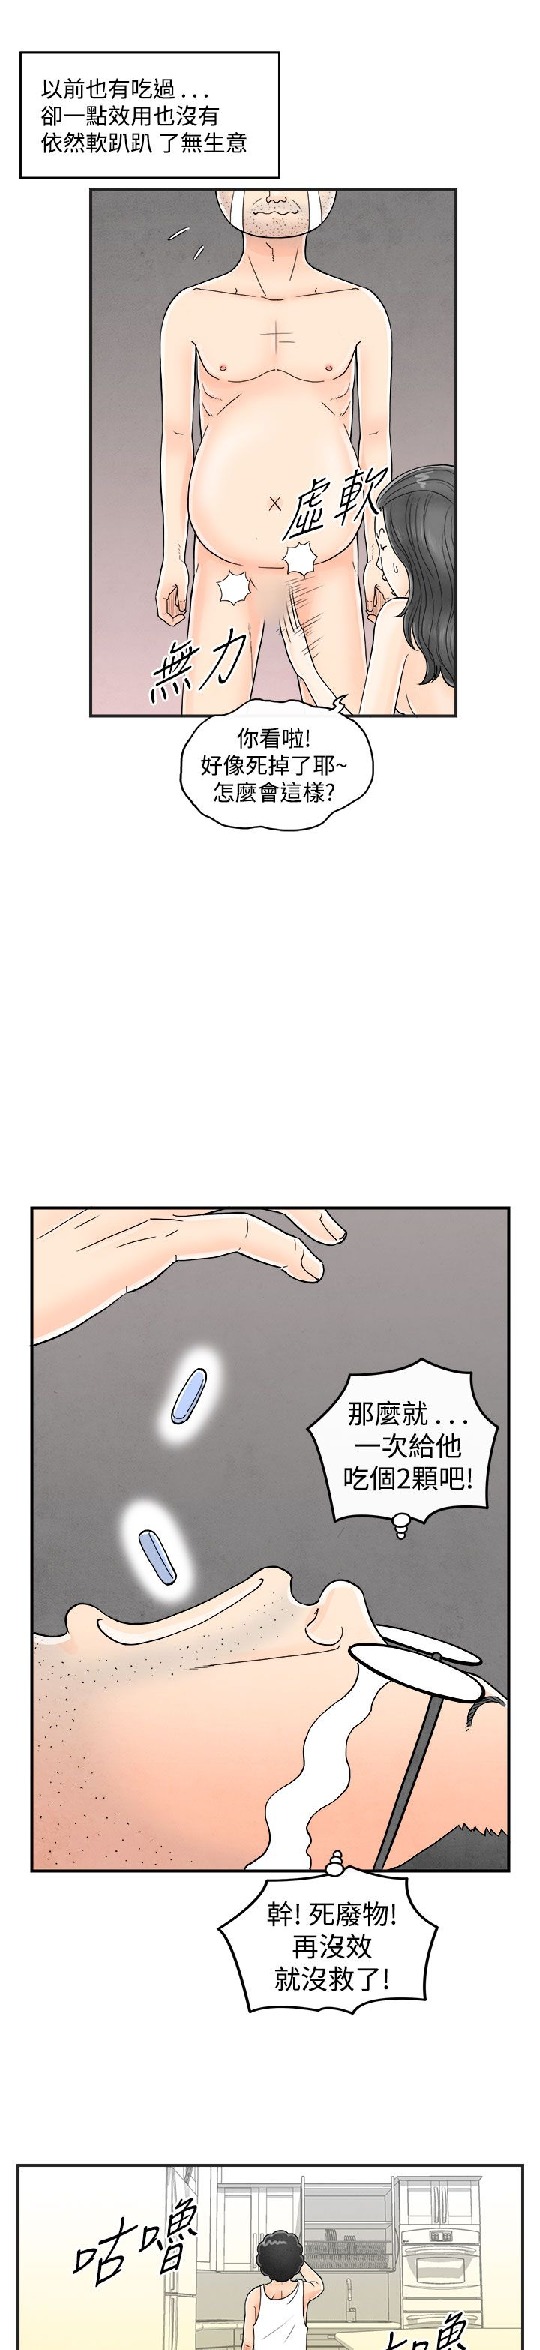 以前也有吃過...
卻一點效用也沒有
依然軟趴趴 了無生意
虛軟
無力
你看啦!
好像死掉了耶~
怎麼會這樣?
那麼就...
一次給他
吃個2顆吧!
幹! 死廢物!
再沒效
就沒救了!
咕嚕